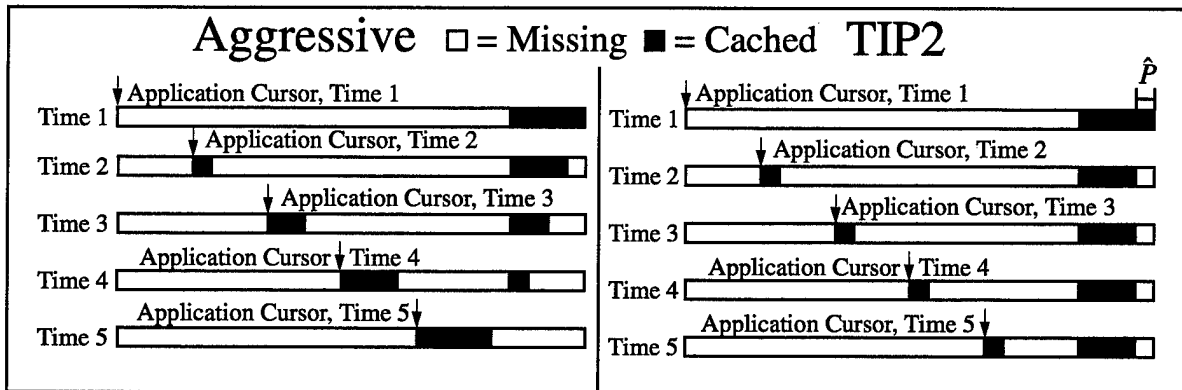 Aggressive □ = Missing ■ = Cached TIP2
Application Cursor, Time 1
Time 1
Application Cursor, Time 2
Time 2
Application Cursor, Time 3
Time 3
Application Cursor Time 4
Time 4
Application Cursor, Time 5
Time 5
P̂
Application Cursor, Time 1
Time 1
Application Cursor, Time 2
Time 2
Application Cursor, Time 3
Time 3
Application Cursor Time 4
Time 4
Application Cursor, Time 5
Time 5